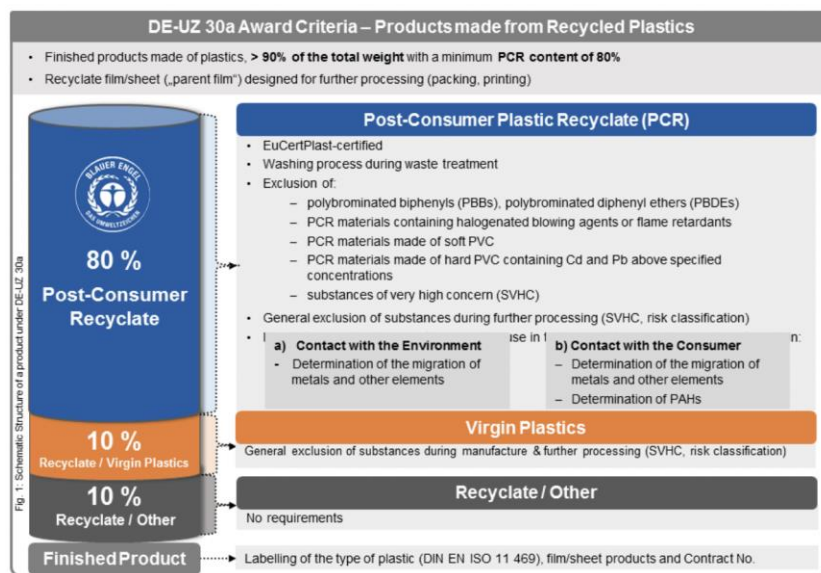 DE-UZ 30a Award Criteria – Products made from Recycled Plastics
• Finished products made of plastics, > 90% of the total weight with a minimum PCR content of 80%
• Recyclate film/sheet („parent film“) designed for further processing (packing, printing)
Fig. 1: Schematic Structure of a product under DE-UZ 30a
BLAUER ENGEL
DAS UMWELTZEICHEN
80 %
Post-Consumer
Recyclate
Post-Consumer Plastic Recyclate (PCR)
• EuCertPlast-certified
• Washing process during waste treatment
• Exclusion of:
– polybrominated biphenyls (PBBs), polybrominated diphenyl ethers (PBDEs)
– PCR materials containing halogenated blowing agents or flame retardants
– PCR materials made of soft PVC
– PCR materials made of hard PVC containing Cd and Pb above specified
concentrations
– substances of very high concern (SVHC)
• General exclusion of substances during further processing (SVHC, risk classification)
use in
a) Contact with the Environment
- Determination of the migration of
metals and other elements
b) Contact with the Consumer
– Determination of the migration of
metals and other elements
– Determination of PAHs
10 %
Recyclate / Virgin Plastics
Virgin Plastics
General exclusion of substances during manufacture & further processing (SVHC, risk classification)
10 %
Recyclate / Other
Recyclate / Other
No requirements
Finished Product
Labelling of the type of plastic (DIN EN ISO 11 469), film/sheet products and Contract No.